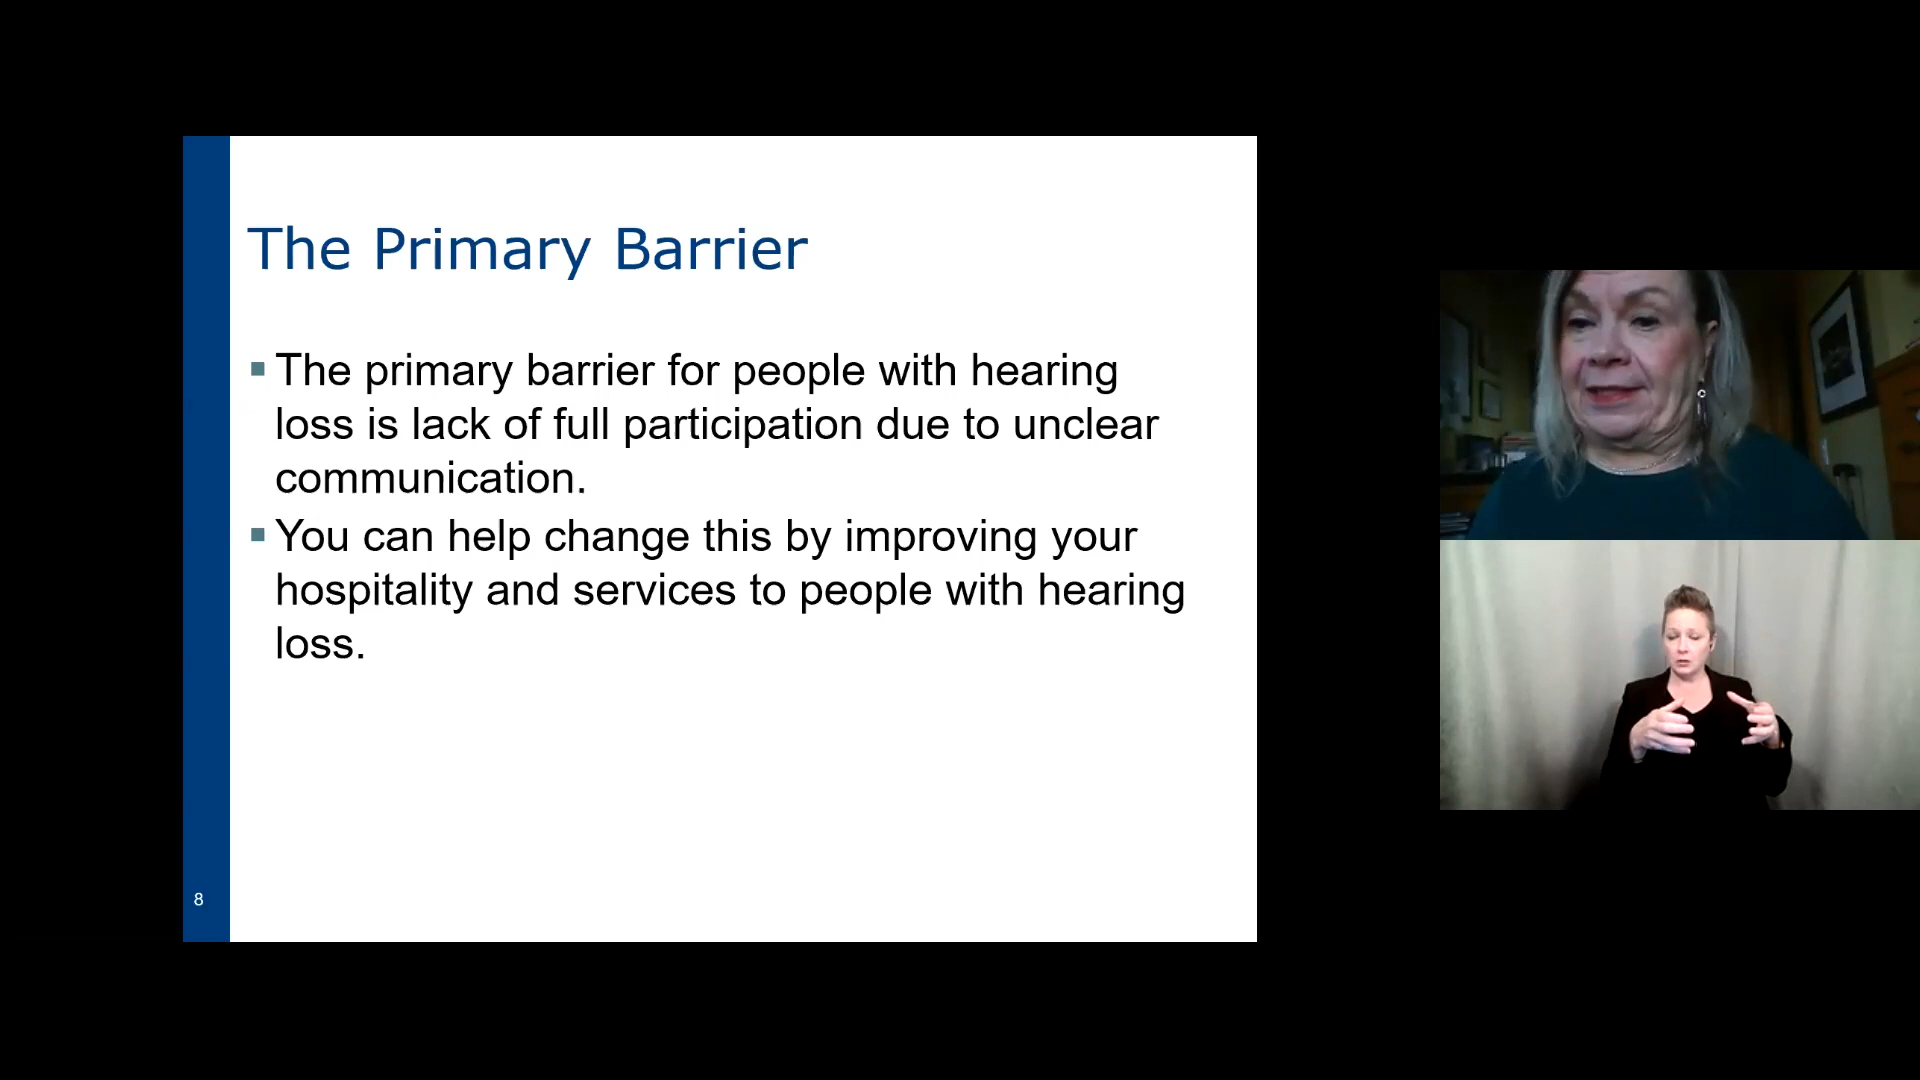 The Primary Barrier
▪ The primary barrier for people with hearing
loss is lack of full participation due to unclear
communication.
▪ You can help change this by improving your
hospitality and services to people with hearing
loss.
8